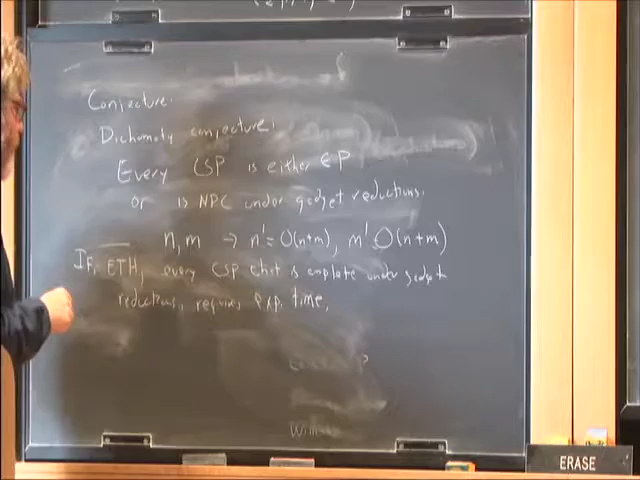 Conjecture.
Dichomoty conjecture.
Every CSP is either ∈P
or is NPC under gadget reductions.
n,m → n'=O(n+m), m'=O(n+m)
If, ETH, every CSP that is complete under gadget
reductions, requires exp. time,
ERASE